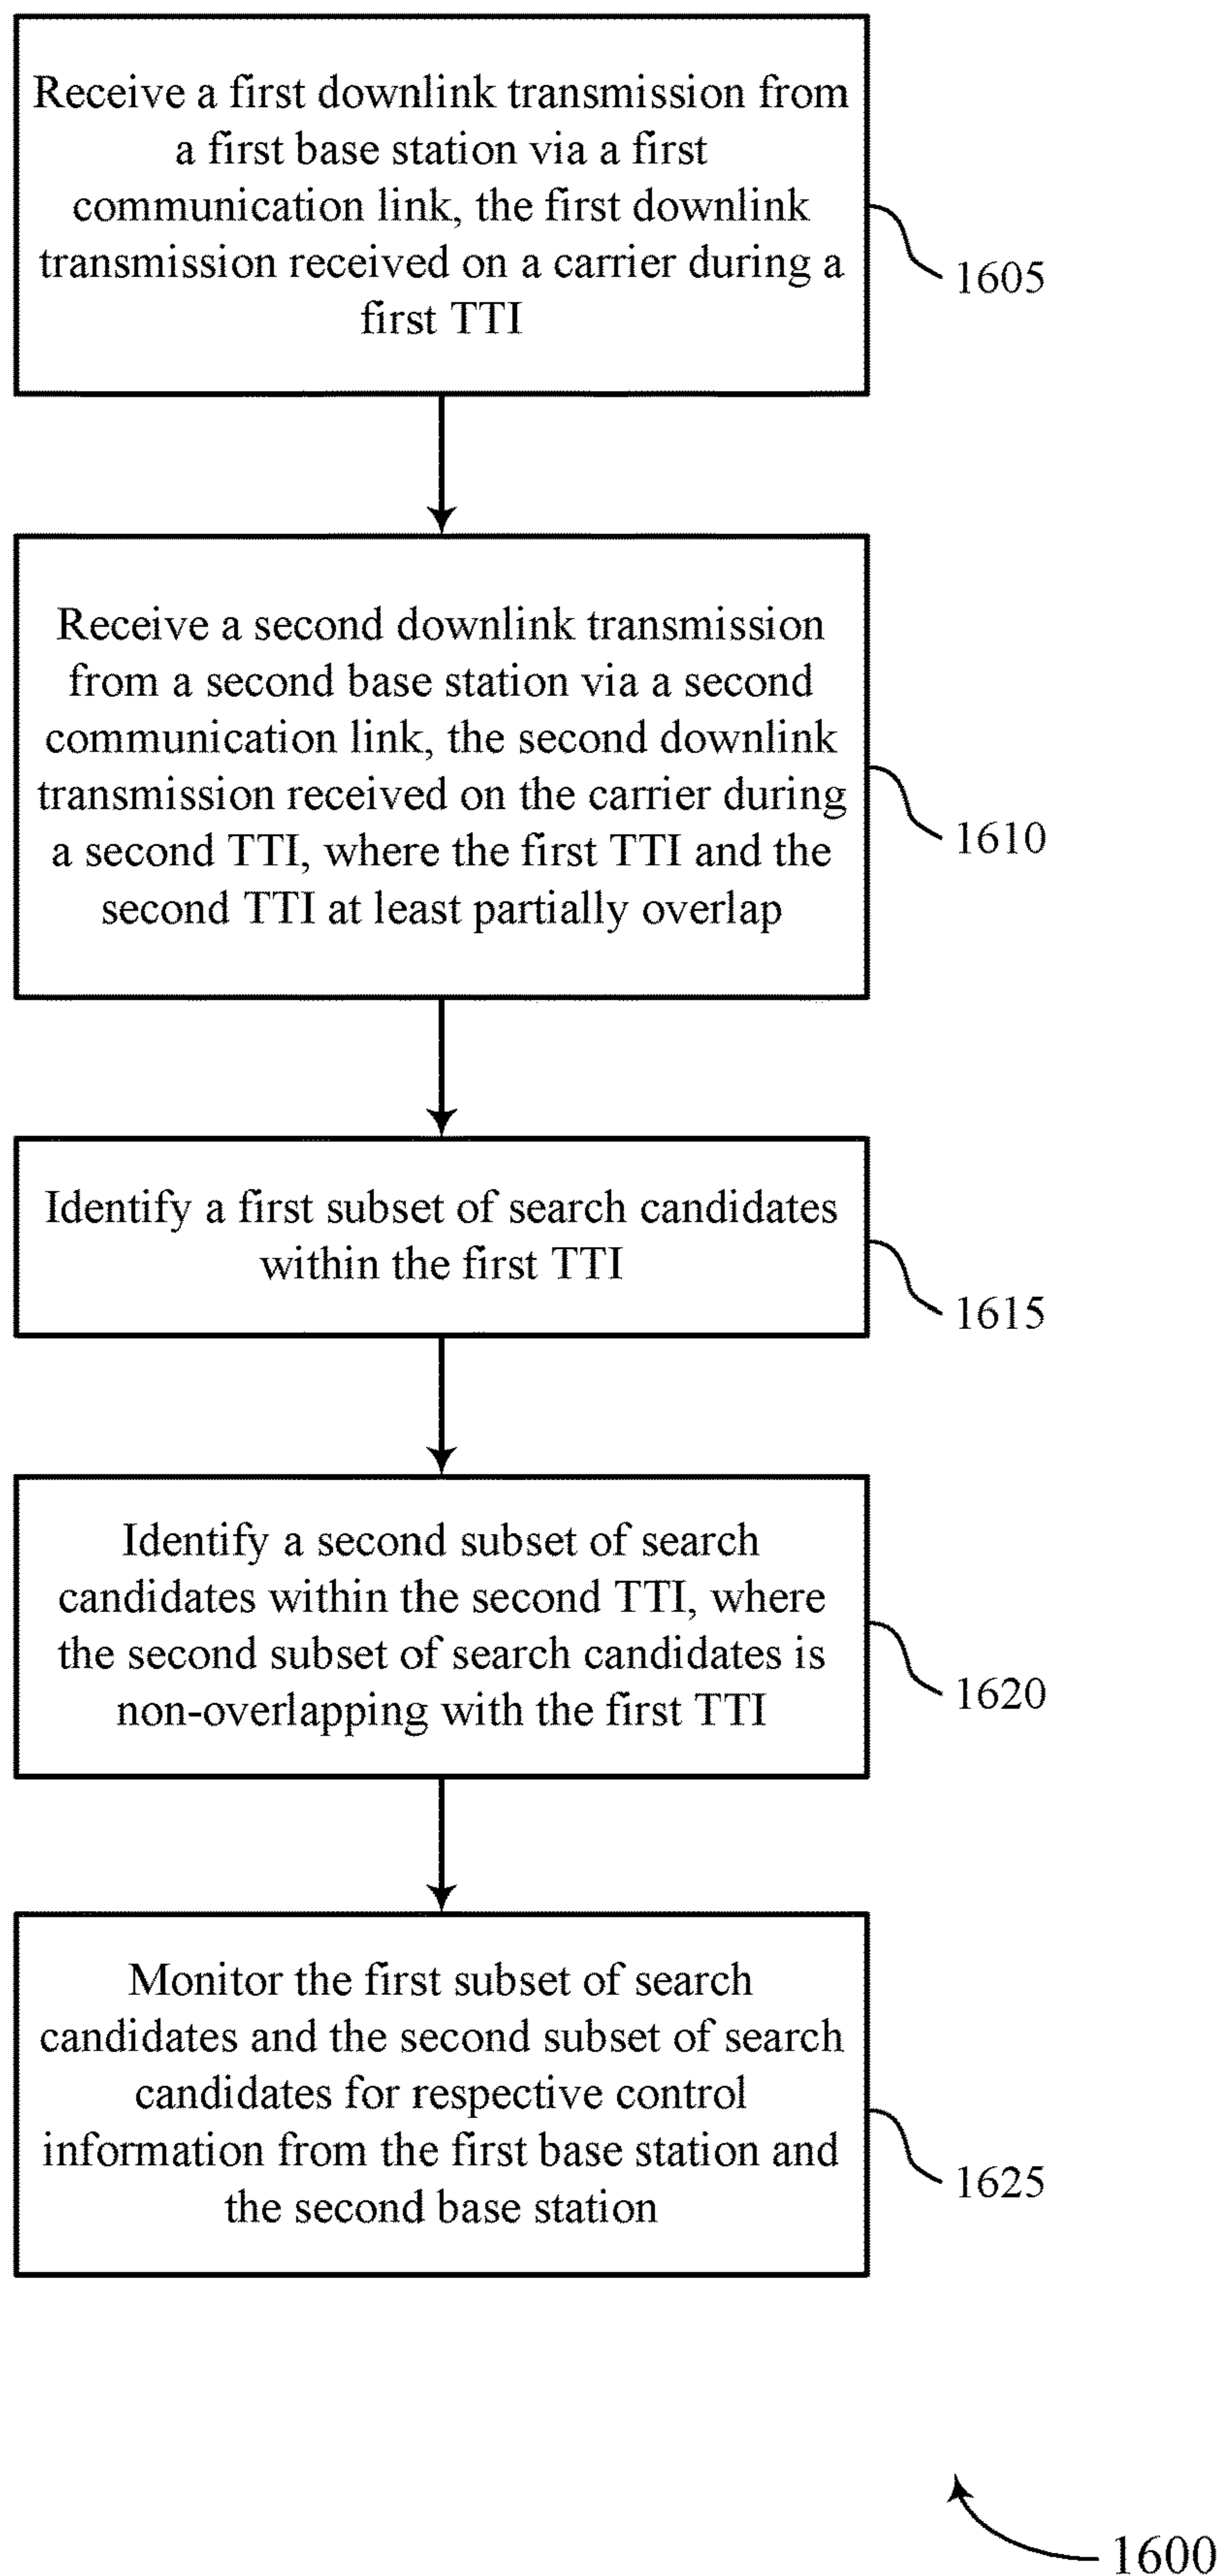 Receive a first downlink transmission from
a first base station via a first
communication link, the first downlink
transmission received on a carrier during a
first TTI
1605
Receive a second downlink transmission
from a second base station via a second
communication link, the second downlink
transmission received on the carrier during
a second TTI, where the first TTI and the
second TTI at least partially overlap
1610
Identify a first subset of search candidates
within the first TTI
1615
Identify a second subset of search
candidates within the second TTI, where
the second subset of search candidates is
non-overlapping with the first TTI
1620
Monitor the first subset of search
candidates and the second subset of search
candidates for respective control
information from the first base station and
the second base station
1625
1600